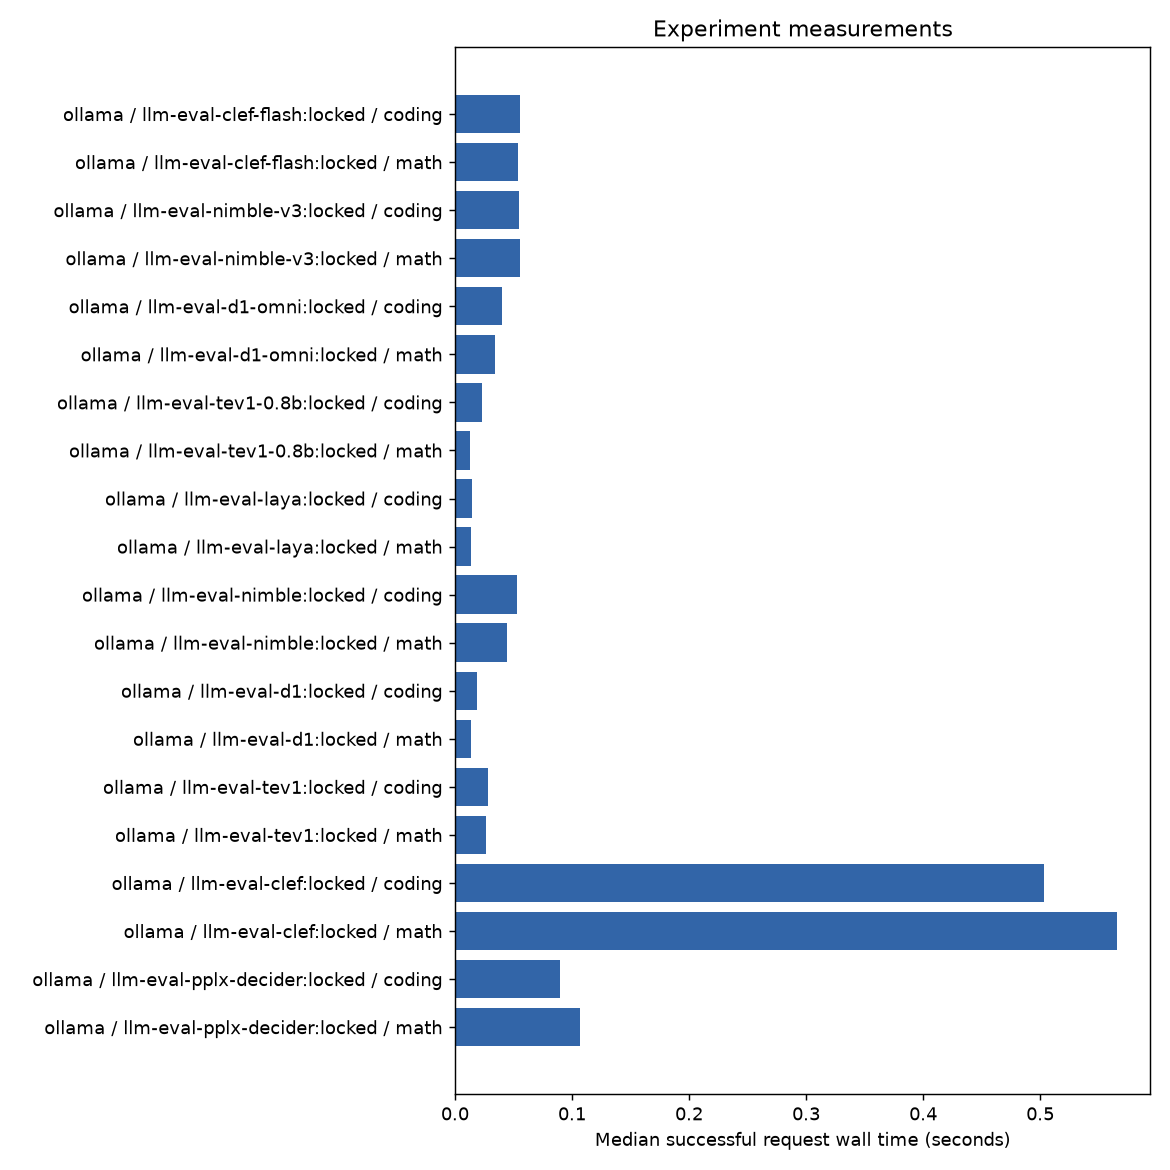 Experiment measurements
ollama / llm-eval-clef-flash:locked / coding
ollama / llm-eval-clef-flash:locked / math
ollama / llm-eval-nimble-v3:locked / coding
ollama / llm-eval-nimble-v3:locked / math
ollama / llm-eval-d1-omni:locked / coding
ollama / llm-eval-d1-omni:locked / math
ollama / llm-eval-tev1-0.8b:locked / coding
ollama / llm-eval-tev1-0.8b:locked / math
ollama / llm-eval-laya:locked / coding
ollama / llm-eval-laya:locked / math
ollama / llm-eval-nimble:locked / coding
ollama / llm-eval-nimble:locked / math
ollama / llm-eval-d1:locked / coding
ollama / llm-eval-d1:locked / math
ollama / llm-eval-tev1:locked / coding
ollama / llm-eval-tev1:locked / math
ollama / llm-eval-clef:locked / coding
ollama / llm-eval-clef:locked / math
ollama / llm-eval-pplx-decider:locked / coding
ollama / llm-eval-pplx-decider:locked / math
0.0 0.1 0.2 0.3 0.4 0.5
Median successful request wall time (seconds)